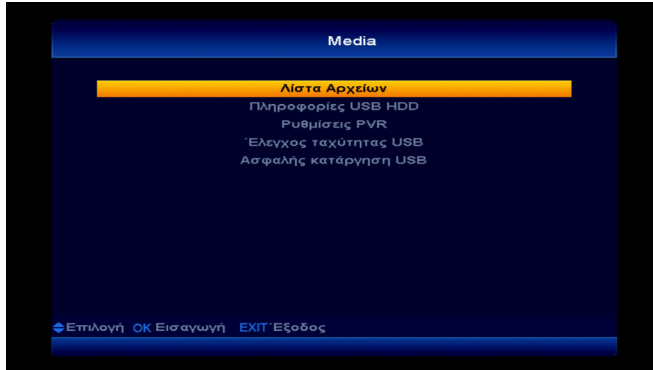 Media
Λίστα Αρχείων
Πληροφορίες USB HDD
Ρυθμίσεις PVR
Έλεγχος ταχύτητας USB
Ασφαλής κατάργηση USB
Επιλογή OK Εισαγωγή EXIT Έξοδος